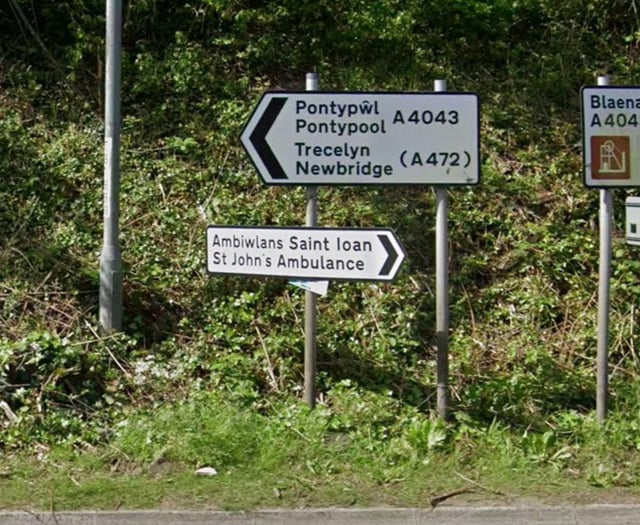 Pontypŵl
Pontypool A4043
Trecelyn
Newbridge (A472)
Ambiwlans Saint Ioan
St John's Ambulance